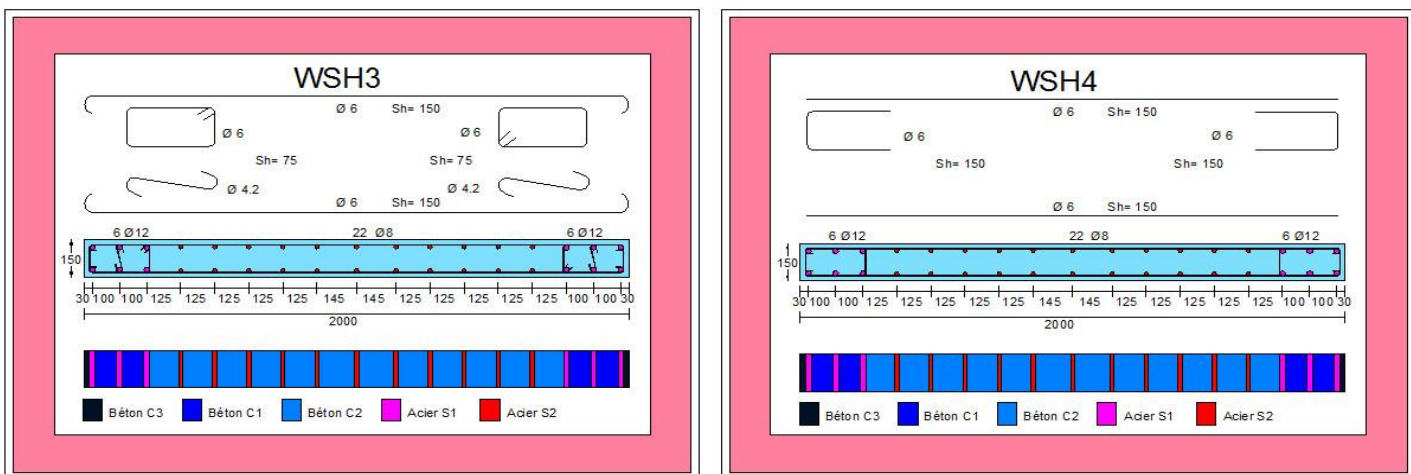 WSH3
Ø 6 Sh= 150
Ø 6 Ø 6
Sh= 75 Sh= 75
Ø 4.2 Ø 4.2
Ø 6 Sh= 150
6 Ø12 22 Ø8 6 Ø12
150
30 100 100 125 125 125 125 145 145 125 125 125 125 100 100 30
2000
Béton C3 Béton C1 Béton C2 Acier S1 Acier S2
WSH4
Ø 6 Sh= 150
Ø 6 Ø 6
Sh= 150 Sh= 150
Ø 6 Sh= 150
6 Ø12 22 Ø8 6 Ø12
150
30 100 100 125 125 125 125 145 145 125 125 125 125 100 100 30
2000
Béton C3 Béton C1 Béton C2 Acier S1 Acier S2